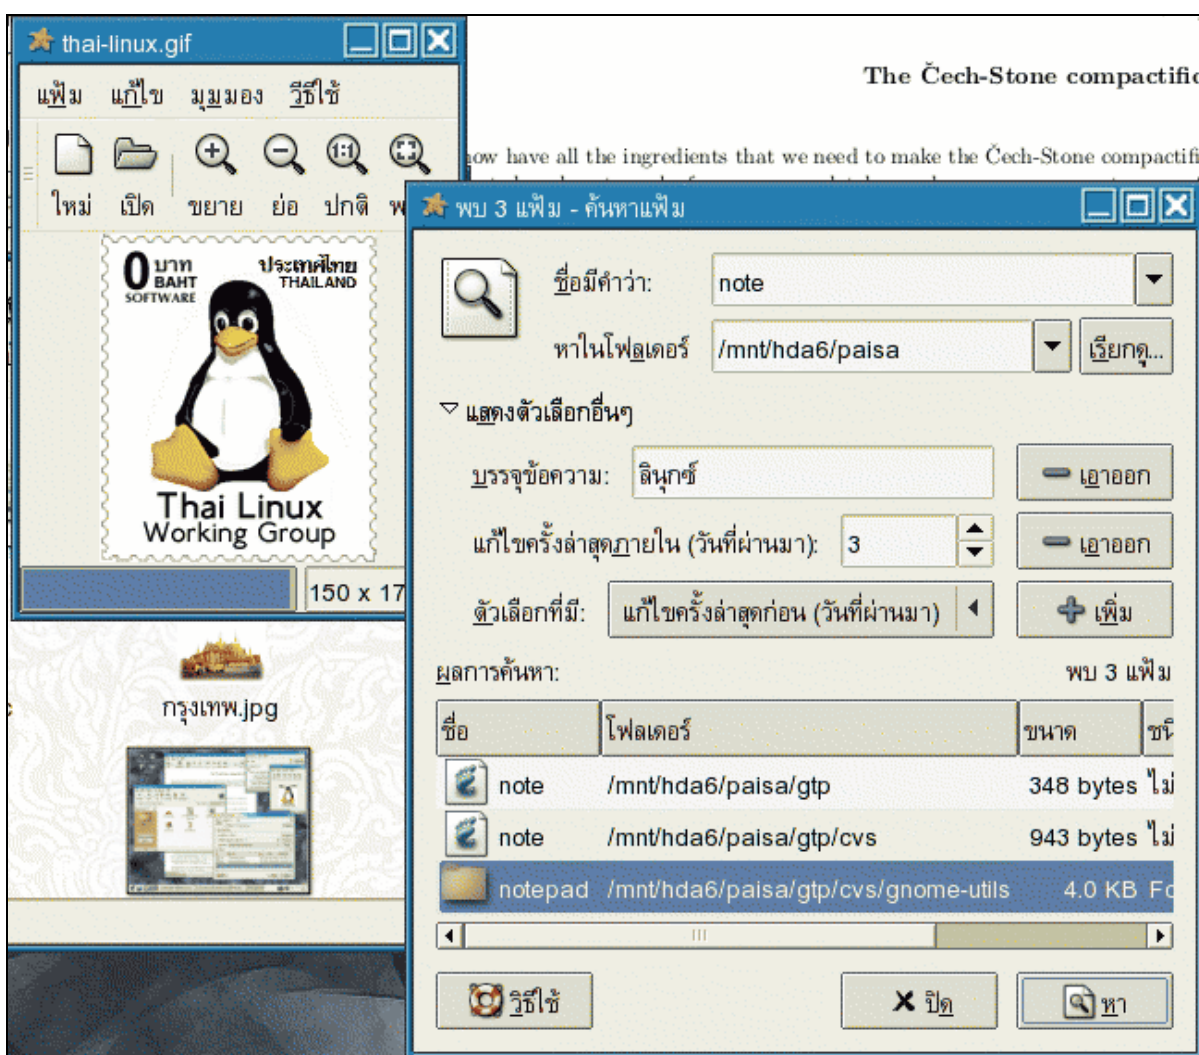 thai-linux.gif
แฟ้ม แก้ไข มุมมอง วิธีใช้
ใหม่ เปิด ขยาย ย่อ ปกติ
0 บาท
BAHT
SOFTWARE
ประเทศไทย
THAILAND
Thai Linux
Working Group
150 x 17
กรุงเทพ.jpg
The Čech-Stone compactific
now have all the ingredients that we need to make the Čech-Stone compactifi
พบ 3 แฟ้ม - ค้นหาแฟ้ม
ชื่อมีคำว่า: note
หาในโฟลเดอร์ /mnt/hda6/paisa เรียกดู...
แสดงตัวเลือกอื่นๆ
บรรจุข้อความ: ลินุกซ์ เอาออก
แก้ไขครั้งล่าสุดภายใน (วันที่ผ่านมา): 3 เอาออก
ตัวเลือกที่มี: แก้ไขครั้งล่าสุดก่อน (วันที่ผ่านมา) เพิ่ม
ผลการค้นหา: พบ 3 แฟ้ม
ชื่อ โฟลเดอร์ ขนาด ชนิ
note /mnt/hda6/paisa/gtp 348 bytes ไม่
note /mnt/hda6/paisa/gtp/cvs 943 bytes ไม่
notepad /mnt/hda6/paisa/gtp/cvs/gnome-utils 4.0 KB Fo
วิธีใช้ ปิด หา